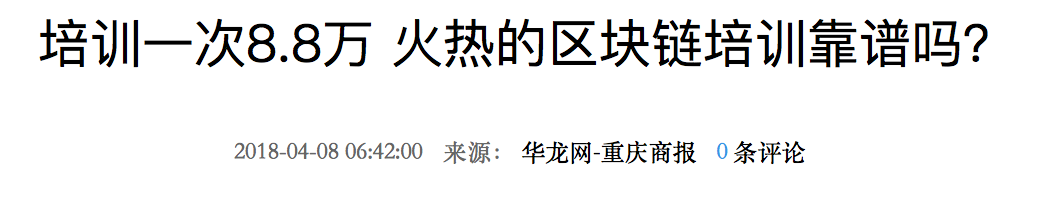 培训一次8.8万 火热的区块链培训靠谱吗?
2018-04-08 06:42:00 来源： 华龙网-重庆商报 0 条评论